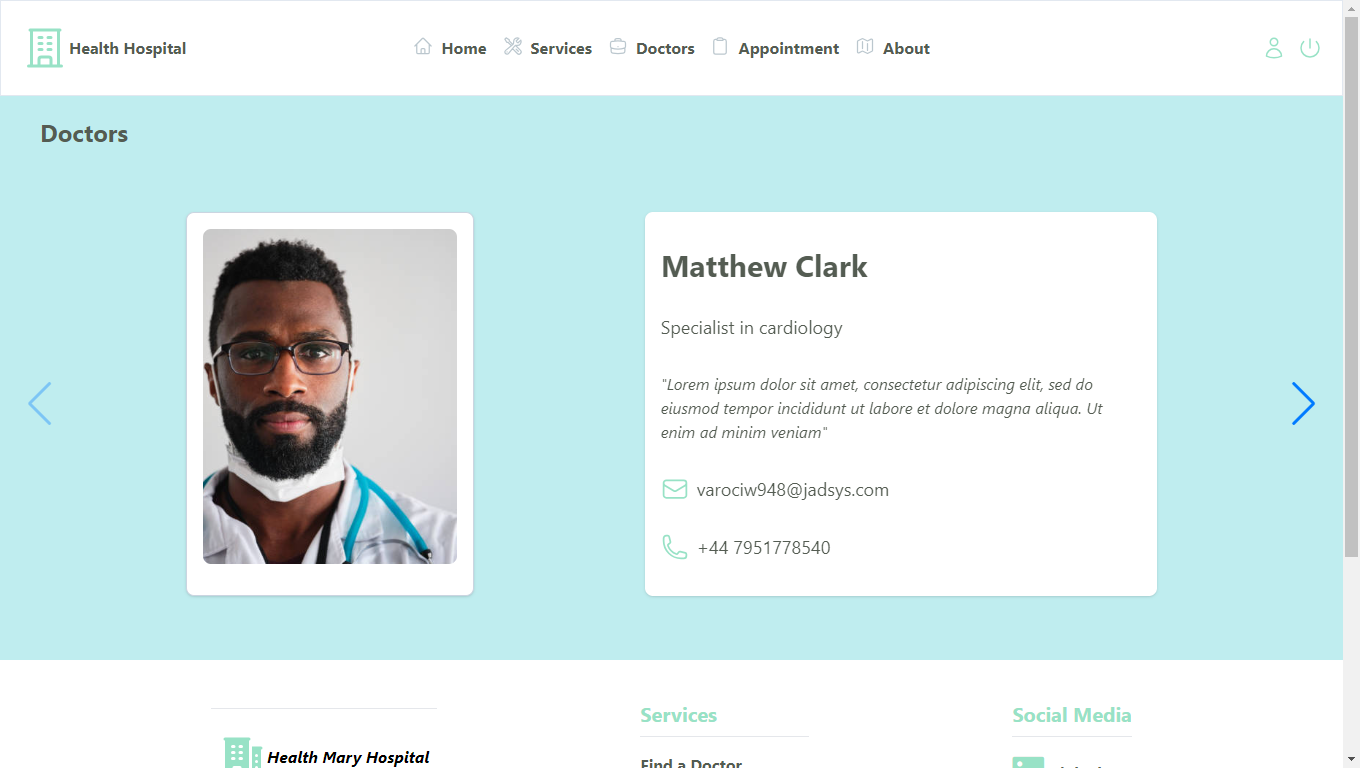 Health Hospital
Home
Services
Doctors
Appointment
About
Doctors
Matthew Clark
Specialist in cardiology
"Lorem ipsum dolor sit amet, consectetur adipiscing elit, sed do
eiusmod tempor incididunt ut labore et dolore magna aliqua. Ut
enim ad minim veniam"
varociw948@jadsys.com
+44 7951778540
Health Mary Hospital
Services
Find a Doctor
Social Media